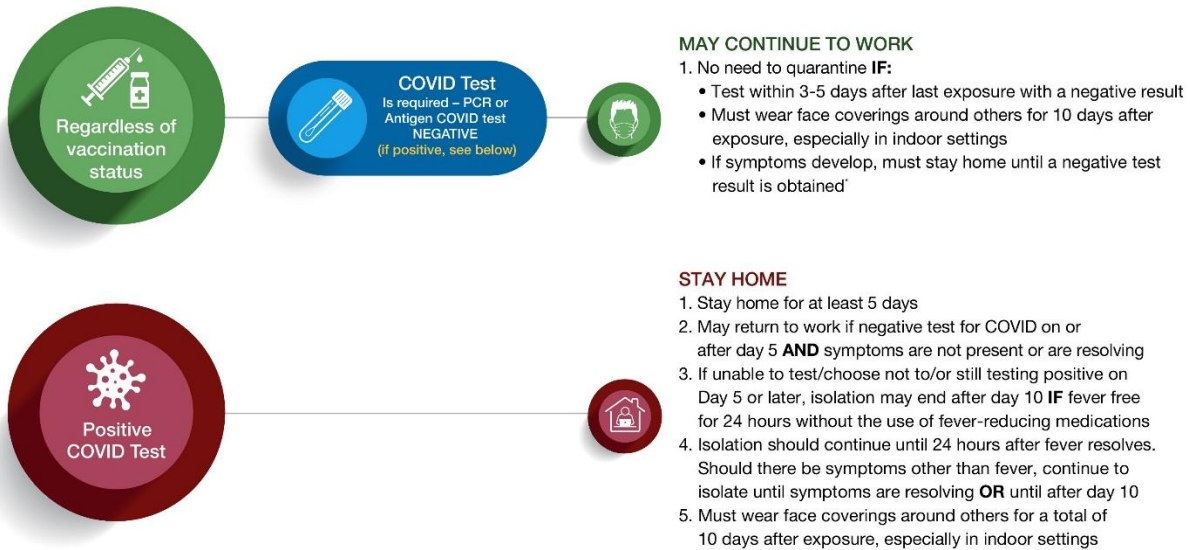 Regardless of
vaccination
status
COVID Test
Is required – PCR or
Antigen COVID test
NEGATIVE
(if positive, see below)
MAY CONTINUE TO WORK
1. No need to quarantine IF:
• Test within 3-5 days after last exposure with a negative result
• Must wear face coverings around others for 10 days after
exposure, especially in indoor settings
• If symptoms develop, must stay home until a negative test
result is obtained*
Positive
COVID Test
STAY HOME
1. Stay home for at least 5 days
2. May return to work if negative test for COVID on or
after day 5 AND symptoms are not present or are resolving
3. If unable to test/choose not to/or still testing positive on
Day 5 or later, isolation may end after day 10 IF fever free
for 24 hours without the use of fever-reducing medications
4. Isolation should continue until 24 hours after fever resolves.
Should there be symptoms other than fever, continue to
isolate until symptoms are resolving OR until after day 10
5. Must wear face coverings around others for a total of
10 days after exposure, especially in indoor settings